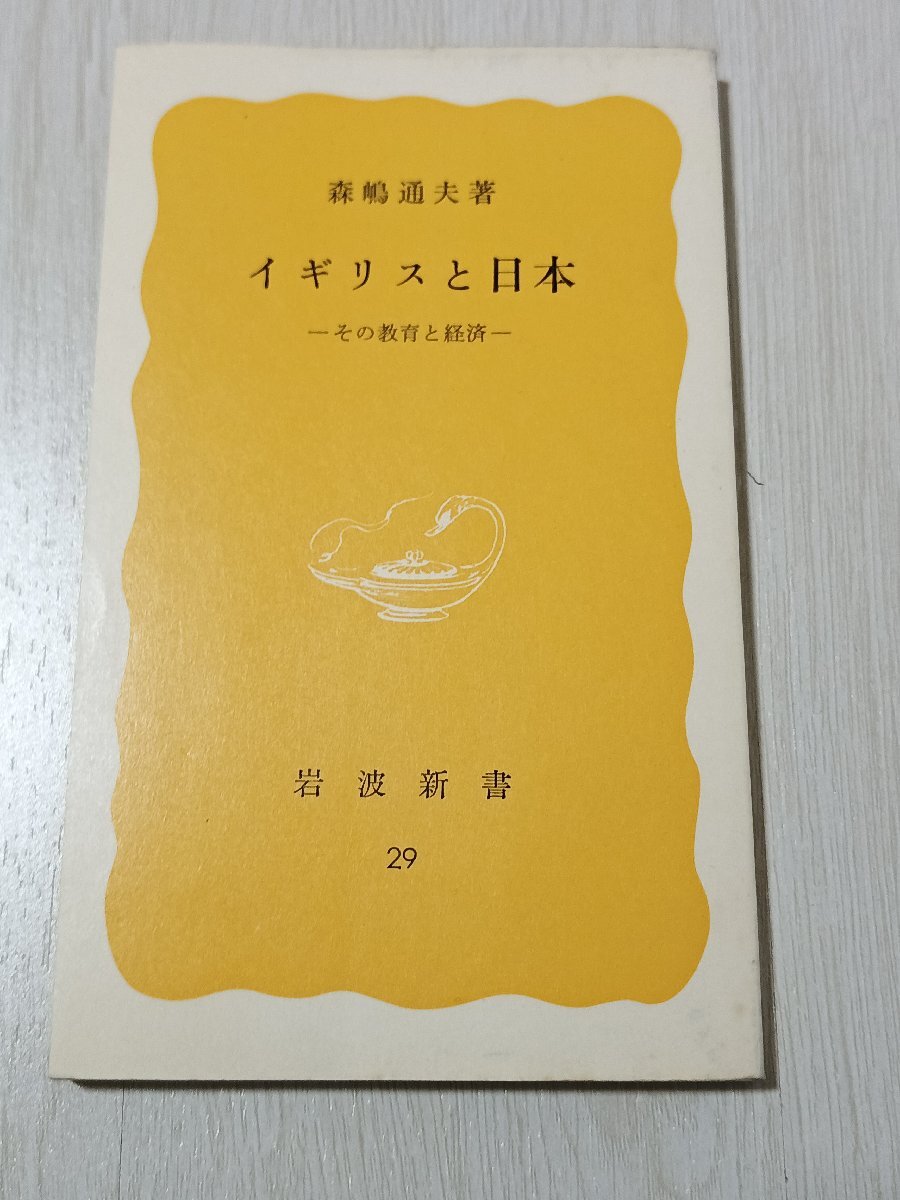 森嶋通夫著
イギリスと日本
―その教育と経済―
岩波新書
29